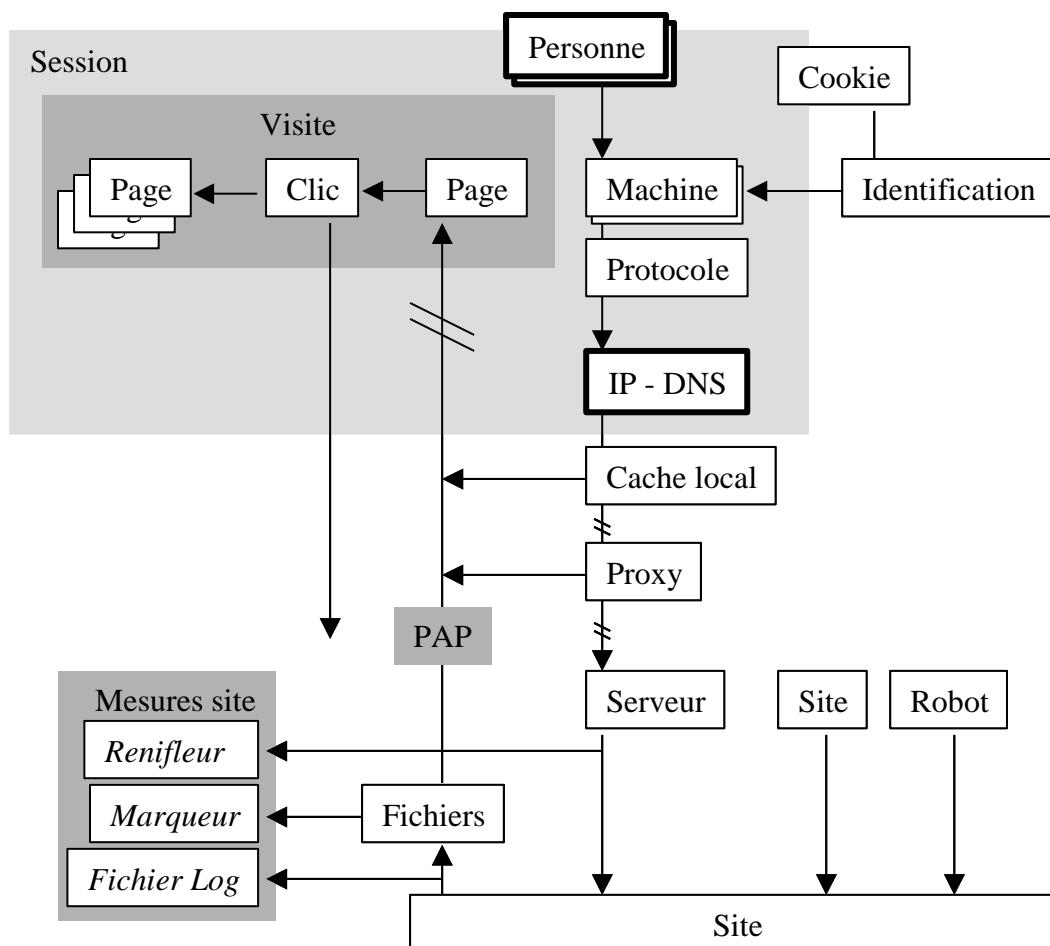 Personne
Session
Cookie
Visite
Page
Clic
Page
Machine
Identification
Protocole
IP - DNS
Cache local
Proxy
PAP
Mesures site
Serveur
Site
Robot
Renifleur
Marqueur
Fichiers
Fichier Log
Site